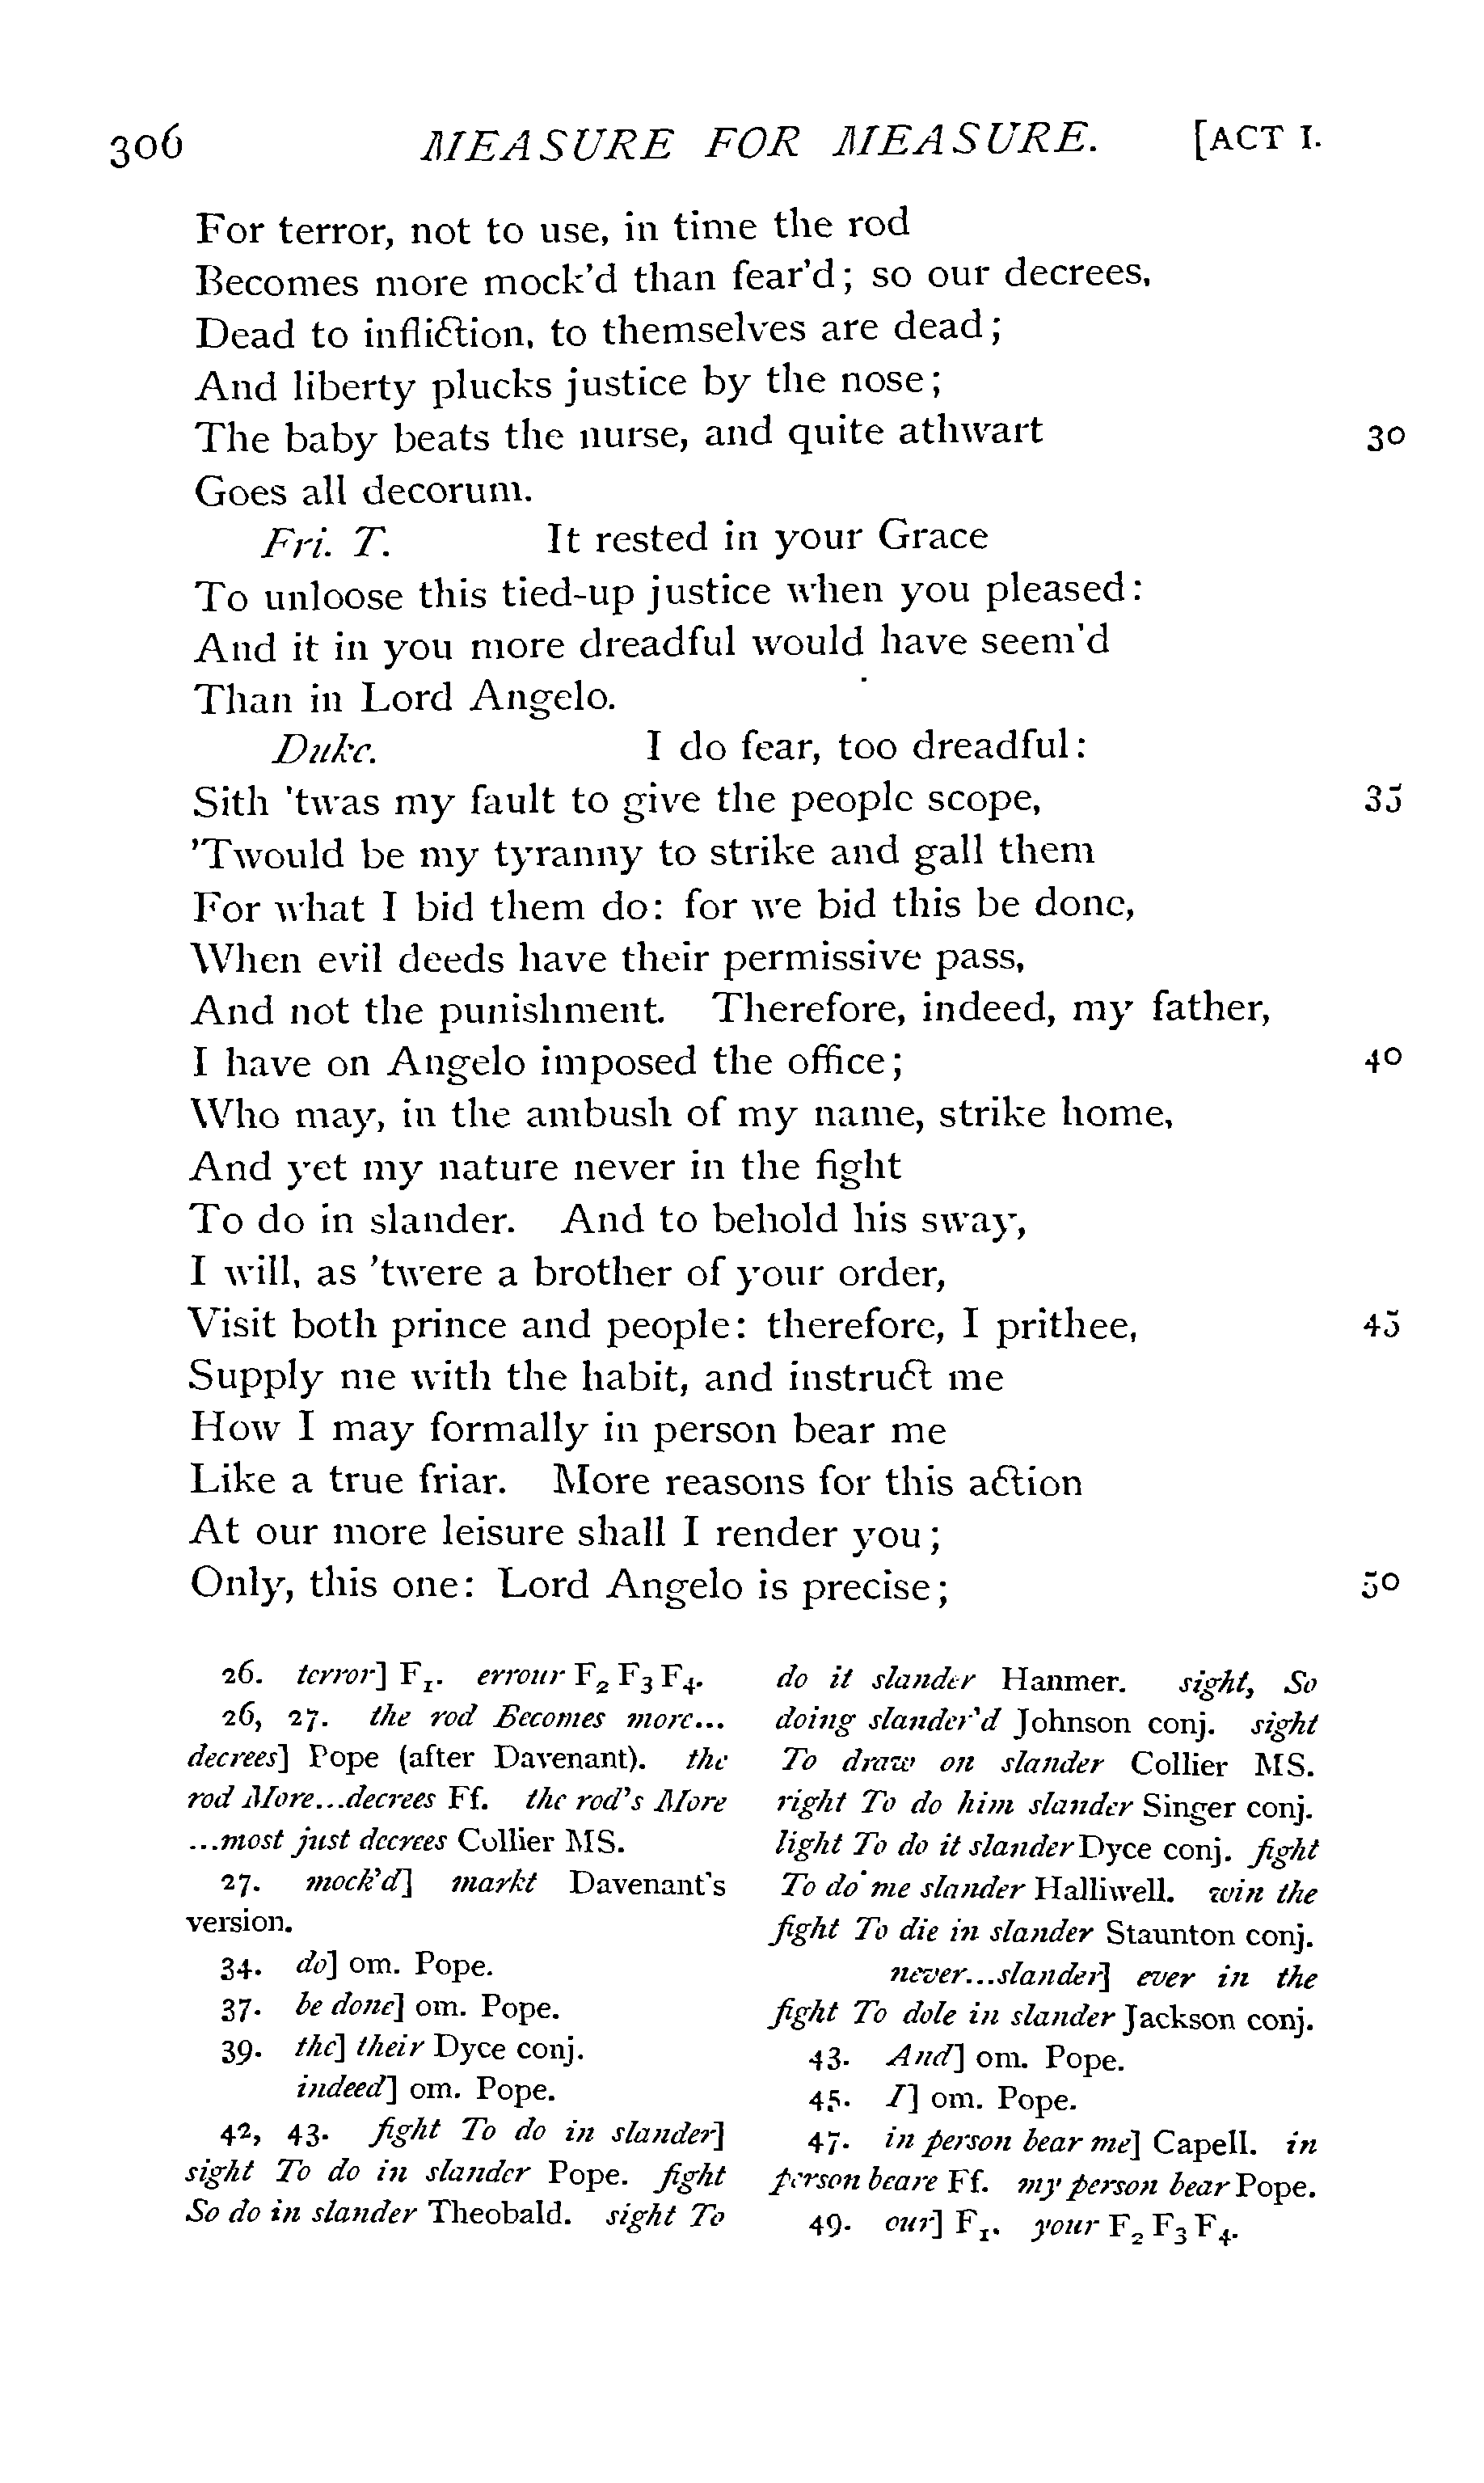 306 MEASURE FOR MEASURE. [ACT I.
For terror, not to use, in time the rod
Becomes more mock'd than fear'd; so our decrees,
Dead to infliction, to themselves are dead;
And liberty plucks justice by the nose;
The baby beats the nurse, and quite athwart 30
Goes all decorum.
Fri. T. It rested in your Grace
To unloose this tied-up justice when you pleased:
And it in you more dreadful would have seem'd
Than in Lord Angelo.
Duke. I do fear, too dreadful:
Sith 'twas my fault to give the people scope, 35
'Twould be my tyranny to strike and gall them
For what I bid them do: for we bid this be done,
When evil deeds have their permissive pass,
And not the punishment. Therefore, indeed, my father,
I have on Angelo imposed the office; 40
Who may, in the ambush of my name, strike home,
And yet my nature never in the fight
To do in slander. And to behold his sway,
I will, as 'twere a brother of your order,
Visit both prince and people: therefore, I prithee, 45
Supply me with the habit, and instruct me
How I may formally in person bear me
Like a true friar. More reasons for this action
At our more leisure shall I render you;
Only, this one: Lord Angelo is precise; 50
26. terror] F1. errour F2 F3 F4.
26, 27. the rod Becomes more...
decrees] Pope (after Davenant). the
rod More...decrees Ff. the rod's More
...most just decrees Collier MS.
27. mock'd] markt Davenant's
version.
34. do] om. Pope.
37. be done] om. Pope.
39. the] their Dyce conj.
indeed] om. Pope.
42, 43. fight To do in slander]
sight To do in slander Pope. fight
So do in slander Theobald. sight To
do it slander Hanmer. sight, So
doing slander'd Johnson conj. sight
To draw on slander Collier MS.
right To do him slander Singer conj.
light To do it slander Dyce conj. fight
To do me slander Halliwell. win the
fight To die in slander Staunton conj.
never...slander] ever in the
fight To dole in slander Jackson conj.
43. And] om. Pope.
45. I] om. Pope.
47. in person bear me] Capell. in
person beare Ff. my person bear Pope.
49. our] F1. your F2 F3 F4.